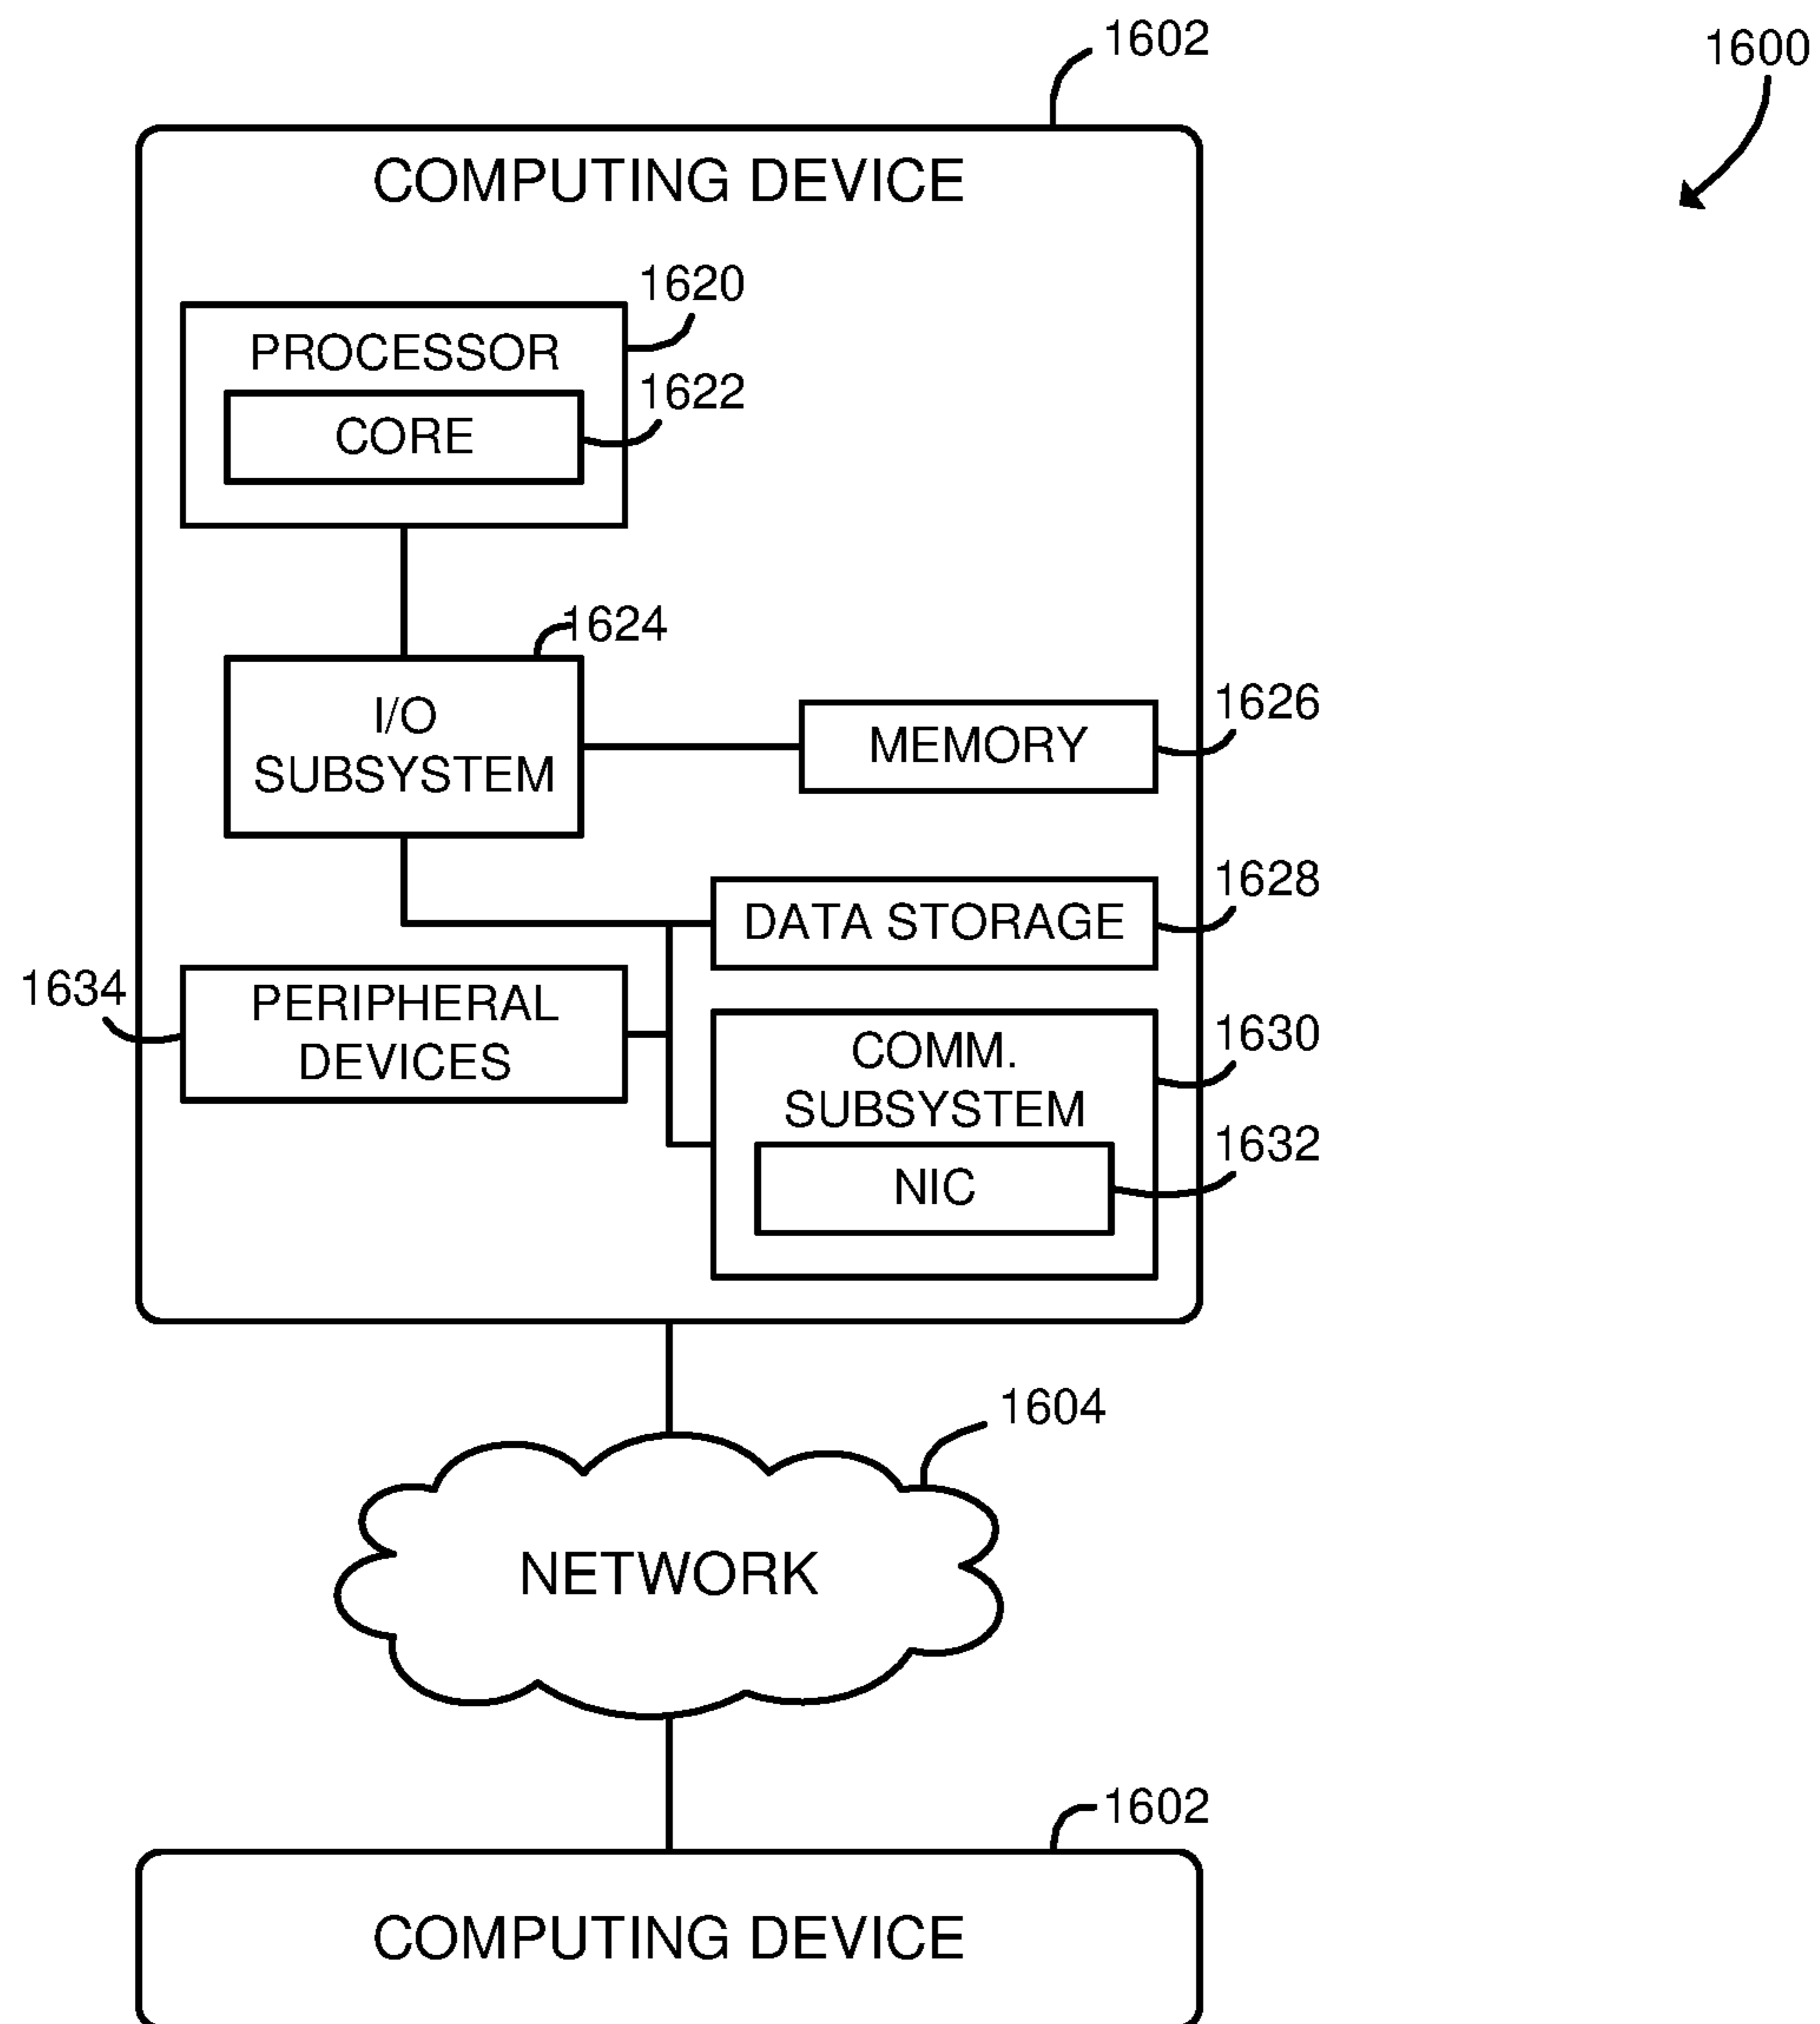 1602
1600
COMPUTING DEVICE
1620
PROCESSOR
1622
CORE
1624
I/O
SUBSYSTEM
1626
MEMORY
1628
DATA STORAGE
1634
PERIPHERAL
DEVICES
1630
COMM.
SUBSYSTEM
1632
NIC
1604
NETWORK
1602
COMPUTING DEVICE